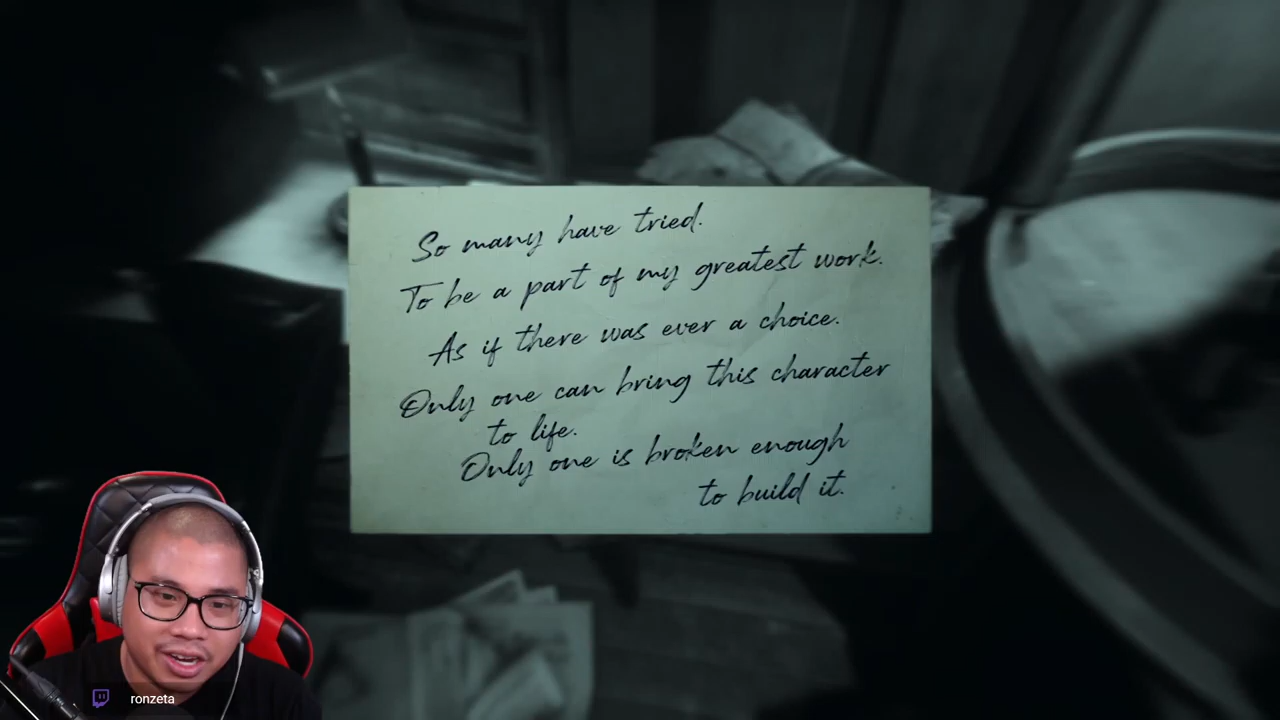 So many have tried.
To be a part of my greatest work.
As if there was ever a choice.
Only one can bring this character
to life.
Only one is broken enough
to build it.
ronzeta